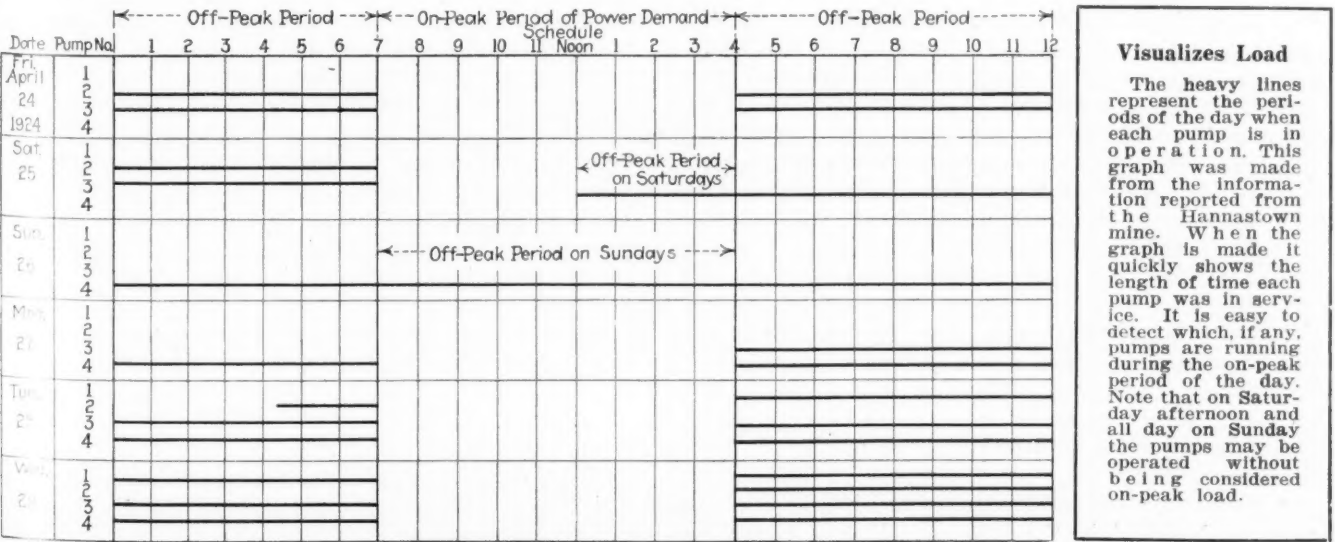 Off-Peak Period On-Peak Period of Power Demand Off-Peak Period
Schedule
Date Pump No. 1 2 3 4 5 6 7 8 9 10 11 Noon 1 2 3 4 5 6 7 8 9 10 11 12
Fri.
April
24
1924
1
2
3
4
Sat.
25
1
2
3
4
Off-Peak Period
on Saturdays
Sun.
26
1
2
3
4
Off-Peak Period on Sundays
Mon.
27
1
2
3
4
Tue.
1
2
3
4
Wed.
1
2
3
4
Visualizes Load
The heavy lines
represent the peri-
ods of the day when
each pump is in
operation. This
graph was made
from the informa-
tion reported from
the Hannastown
mine. When the
graph is made it
quickly shows the
length of time each
pump was in serv-
ice. It is easy to
detect which, if any,
pumps are running
during the on-peak
period of the day.
Note that on Satur-
day afternoon and
all day on Sunday
the pumps may be
operated without
being considered
on-peak load.